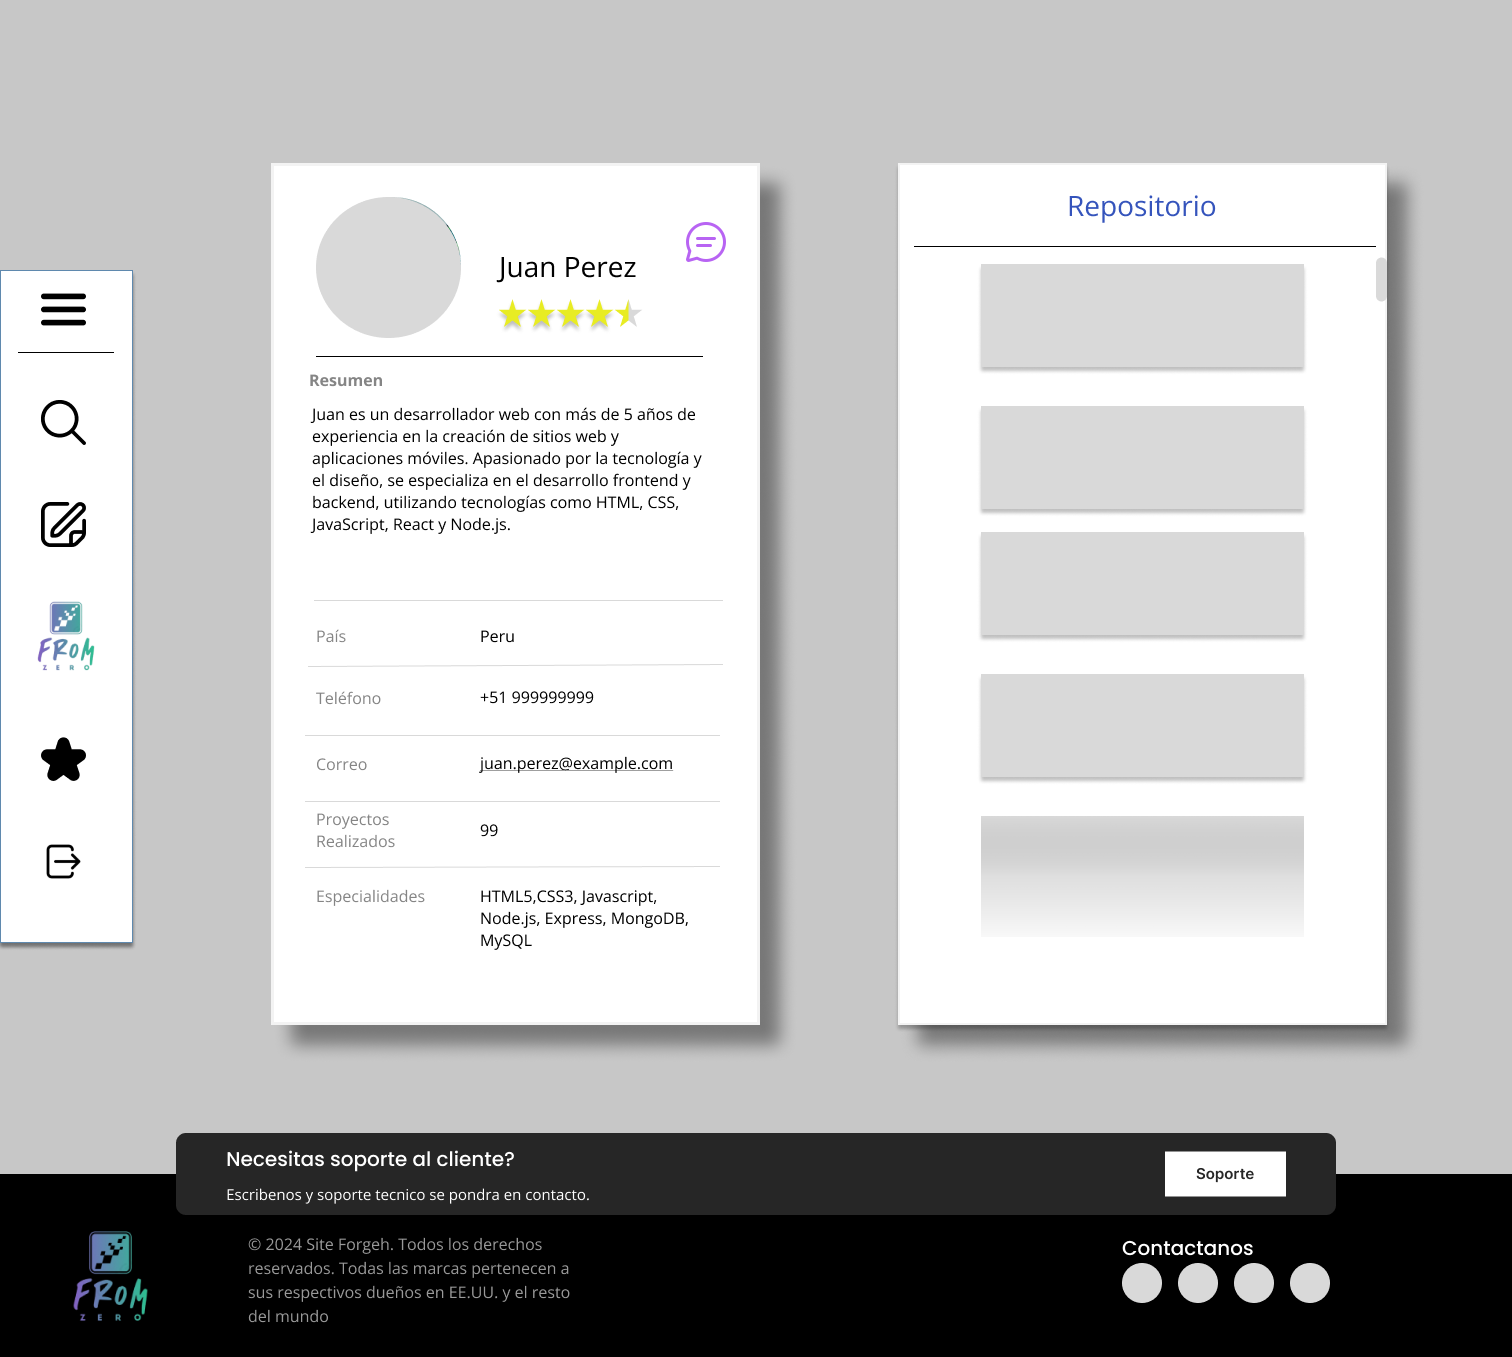 Repositorio
Juan Perez
Resumen
Juan es un desarrollador web con más de 5 años de
experiencia en la creación de sitios web y
aplicaciones móviles. Apasionado por la tecnología y
el diseño, se especializa en el desarrollo frontend y
backend, utilizando tecnologías como HTML, CSS,
JavaScript, React y Node.js.
FROM
ZERO
País
Peru
Teléfono
+51 999999999
Correo
juan.perez@example.com
Proyectos
Realizados
99
Especialidades
HTML5,CSS3, Javascript,
Node.js, Express, MongoDB,
MySQL
Necesitas soporte al cliente?
Escribenos y soporte tecnico se pondra en contacto.
Soporte
FROM
ZERO
© 2024 Site Forgeh. Todos los derechos
reservados. Todas las marcas pertenecen a
sus respectivos dueños en EE.UU. y el resto
del mundo
Contactanos